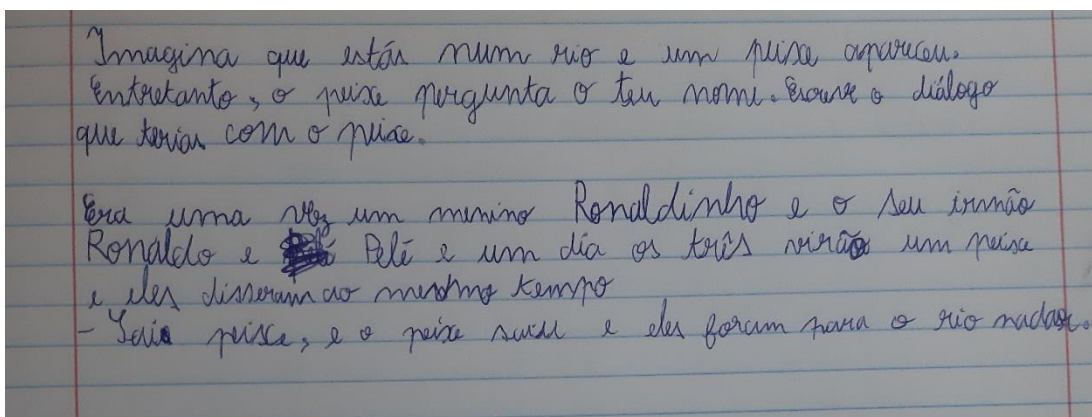 Imagina que estás num rio e um peixe apareceu.
Entretanto, o peixe pergunta o teu nome. Escreve o diálogo
que terias com o peixe.
Era uma vez um menino Ronaldinho e o seu irmão
Ronaldo e Pelé e um dia os três virão um peixe
e eles disseram ao mesmo tempo
- Sai peixe, e o peixe saiu e eles foram para o rio nadar.